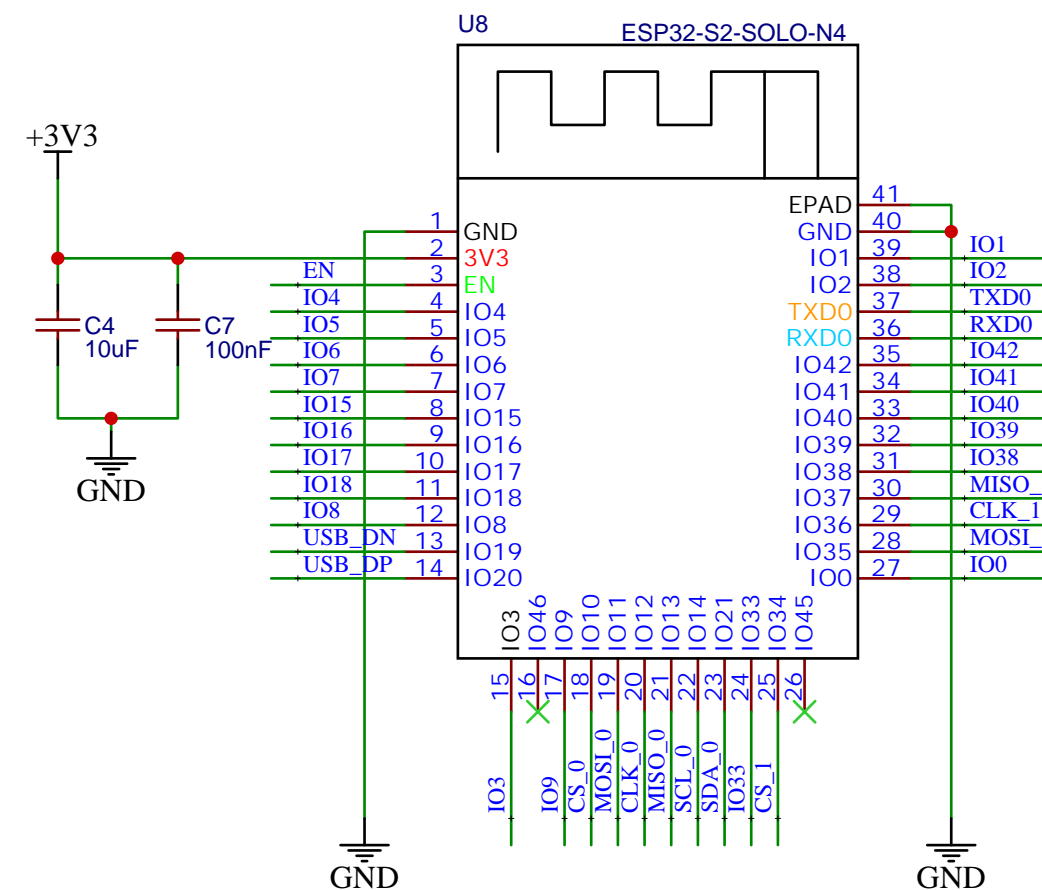 U8
ESP32-S2-SOLO-N4
+3V3
C4
10uF
C7
100nF
GND
EN
IO4
IO5
IO6
IO7
IO15
IO16
IO17
IO18
IO8
USB_DN
USB_DP
1 GND
2 3V3
3 EN
4 IO4
5 IO5
6 IO6
7 IO7
8 IO15
9 IO16
10 IO17
11 IO18
12 IO8
13 IO19
14 IO20
EPAD 41
GND 40
IO1 39
IO2 38
TXD0 37
RXD0 36
IO42 35
IO41 34
IO40 33
IO39 32
IO38 31
IO37 30
IO36 29
IO35 28
IO0 27
IO1
IO2
TXD0
RXD0
IO42
IO41
IO40
IO39
IO38
MISO_
CLK_1
MOSI_
IO0
IO3 15
IO46 16
IO9 17
IO10 18
IO11 19
IO12 20
IO13 21
IO14 22
IO21 23
IO33 24
IO34 25
IO45 26
IO3
IO9
CS_0
MOSI_0
CLK_0
MISO_0
SCL_0
SDA_0
IO33
CS_1
GND
GND